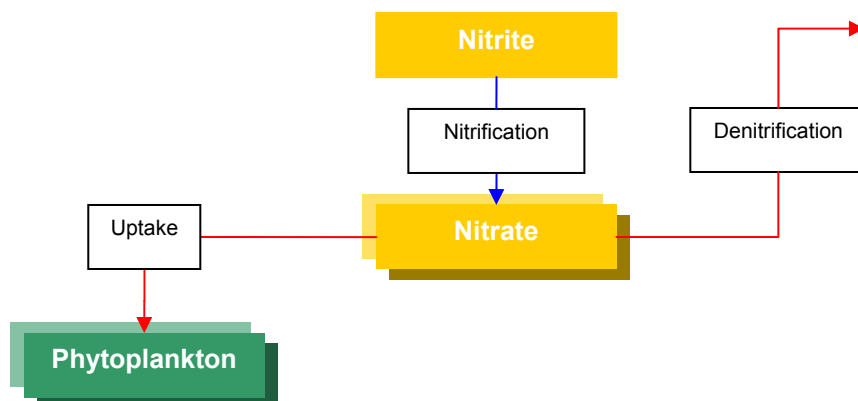 Nitrite
Nitrification
Denitrification
Uptake
Nitrate
Phytoplankton